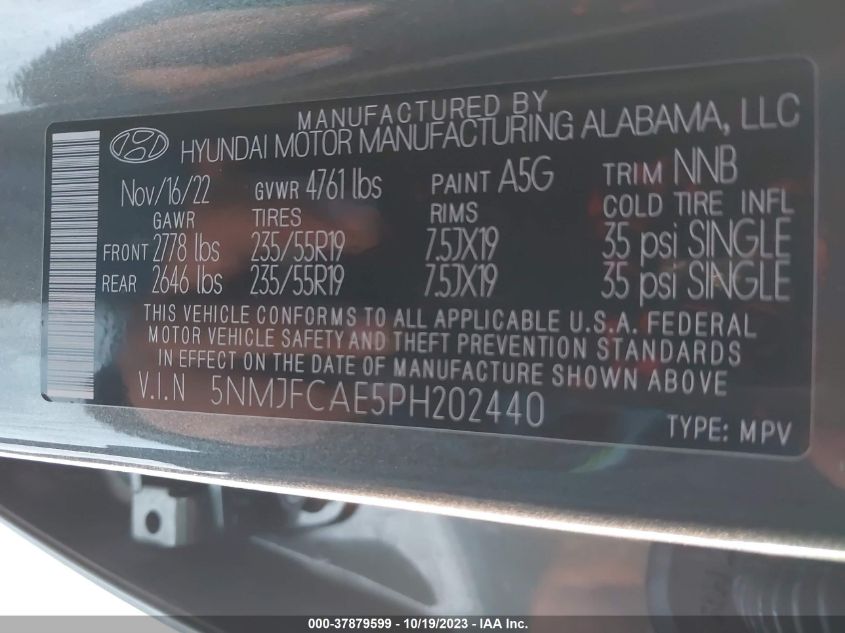 MANUFACTURED BY
HYUNDAI MOTOR MANUFACTURING ALABAMA, LLC
Nov/16/22 GVWR 4761 lbs PAINT A5G TRIM NNB
GAWR TIRES RIMS COLD TIRE INFL
FRONT 2778 lbs 235/55R19 7.5JX19 35 psi SINGLE
REAR 2646 lbs 235/55R19 7.5JX19 35 psi SINGLE
THIS VEHICLE CONFORMS TO ALL APPLICABLE U.S.A. FEDERAL
MOTOR VEHICLE SAFETY AND THEFT PREVENTION STANDARDS
IN EFFECT ON THE DATE OF MANUFACTURE SHOWN ABOVE.
V.I.N 5NMJFCAE5PH202440
TYPE: MPV
000-37879599 - 10/19/2023 - IAA Inc.